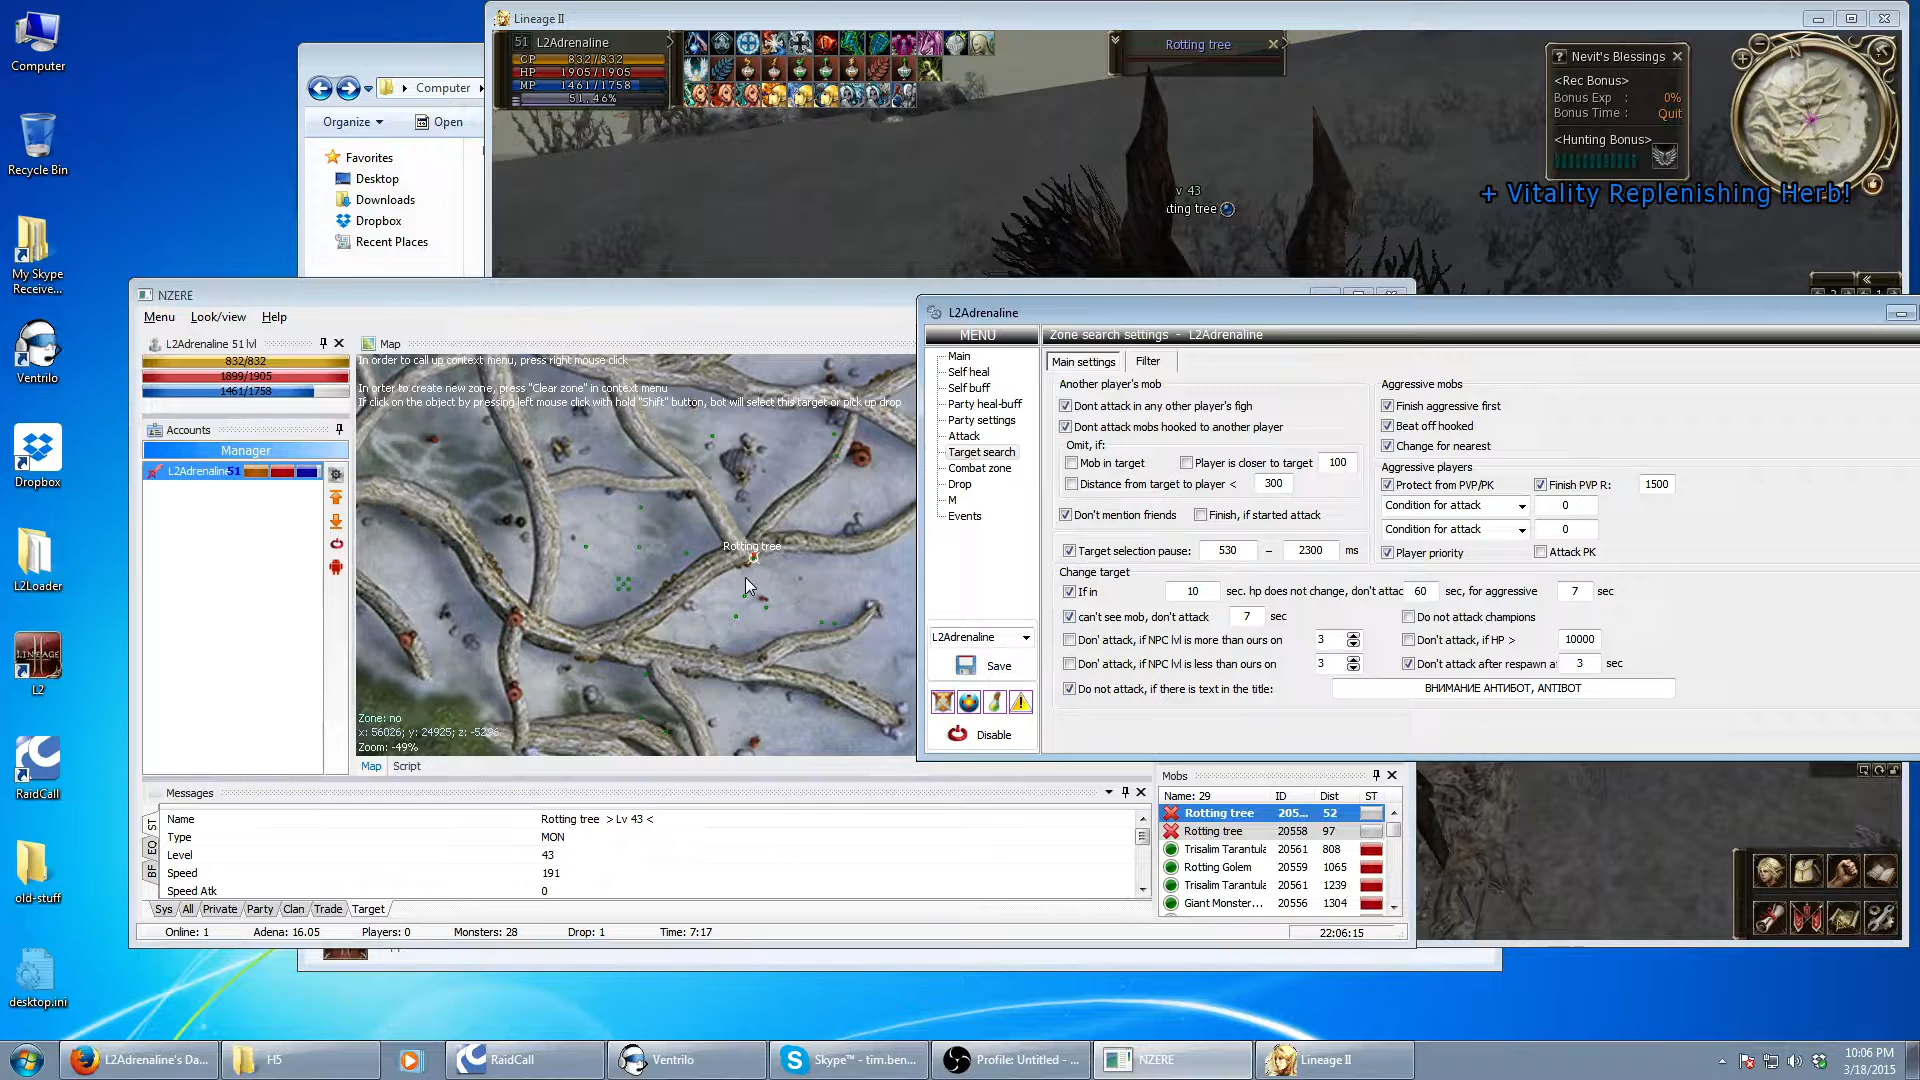 Computer
Recycle Bin
My Skype
Receive...
Ventrilo
Dropbox
L2Loader
L2
RaidCall
old-stuff
desktop.ini
Computer
Organize
Open
Favorites
Desktop
Downloads
Dropbox
Recent Places
Lineage II
51 L2Adrenaline
CP 832/832
HP 1905/1905
MP 1461/1758
51.46%
Rotting tree
Nevit's Blessings
<Rec Bonus>
Bonus Exp : 0%
Bonus Time : Quit
<Hunting Bonus>
N
+ Vitality Replenishing Herb!
v 43
tting tree
NZERE
Menu Look/view Help
L2Adrenaline 51 lvl
832/832
1899/1905
1461/1758
Accounts
Manager
L2Adrenaline 51
Map
In order to call up context menu, press right mouse click
In orter to create new zone, press "Clear zone" in context menu
If click on the object by pressing left mouse click with hold "Shift" button, bot will select this target or pick up drop
Rotting tree
Zone: no
x: 56026; y: 24925; z: -5296
Zoom: -49%
Map Script
L2Adrenaline
MENU
Main
Self heal
Self buff
Party heal-buff
Party settings
Attack
Target search
Combat zone
Drop
M
Events
L2Adrenaline
Save
Disable
Zone search settings - L2Adrenaline
Main settings Filter
Another player's mob
Dont attack in any other player's figh
Dont attack mobs hooked to another player
Omit, if:
Mob in target Player is closer to target 100
Distance from target to player < 300
Don't mention friends Finish, if started attack
Target selection pause: 530 – 2300 ms
Aggressive mobs
Finish aggressive first
Beat off hooked
Change for nearest
Aggressive players
Protect from PVP/PK Finish PVP R: 1500
Condition for attack 0
Condition for attack 0
Player priority Attack PK
Change target
If in 10 sec. hp does not change, don't attac 60 sec, for aggressive 7 sec
can't see mob, don't attack 7 sec Do not attack champions
Don' attack, if NPC lvl is more than ours on 3 Don't attack, if HP > 10000
Don' attack, if NPC lvl is less than ours on 3 Don't attack after respawn a 3 sec
Do not attack, if there is text in the title: ВНИМАНИЕ АНТИБОТ, ANTIBOT
Messages
ST
EQ
BF
Name Rotting tree > Lv 43 <
Type MON
Level 43
Speed 191
Speed Atk 0
Sys All Private Party Clan Trade Target
Mobs
Name: 29 ID Dist ST
Rotting tree 205... 52
Rotting tree 20558 97
Trisalim Tarantula 20561 808
Rotting Golem 20559 1065
Trisalim Tarantula 20561 1239
Giant Monster... 20556 1304
Online: 1 Adena: 16.05 Players: 0 Monsters: 28 Drop: 1 Time: 7:17 22:06:15
L2Adrenaline's Da... H5 RaidCall Ventrilo Skype™ - tim.ben... Profile: Untitled - ... NZERE Lineage II
10:06 PM
3/18/2015